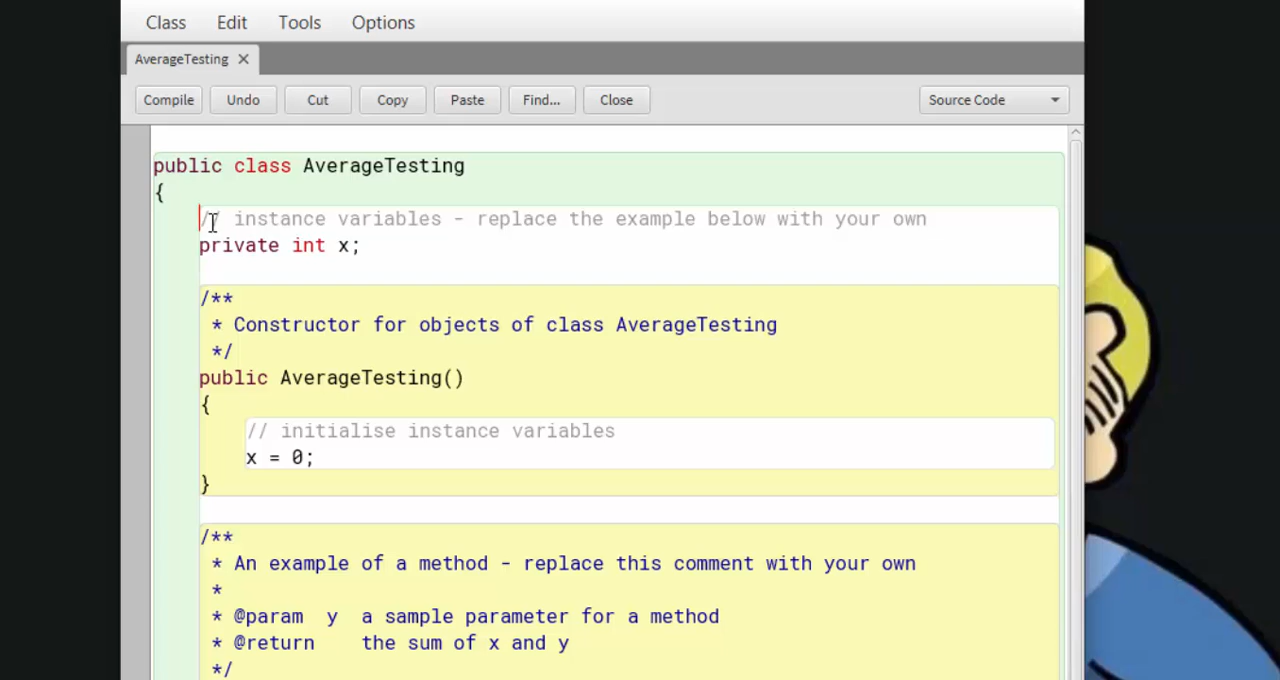 Class Edit Tools Options
AverageTesting ×
Compile Undo Cut Copy Paste Find... Close Source Code
public class AverageTesting
{
// instance variables - replace the example below with your own
private int x;
/**
* Constructor for objects of class AverageTesting
*/
public AverageTesting()
{
// initialise instance variables
x = 0;
}
/**
* An example of a method - replace this comment with your own
*
* @param y a sample parameter for a method
* @return the sum of x and y
*/